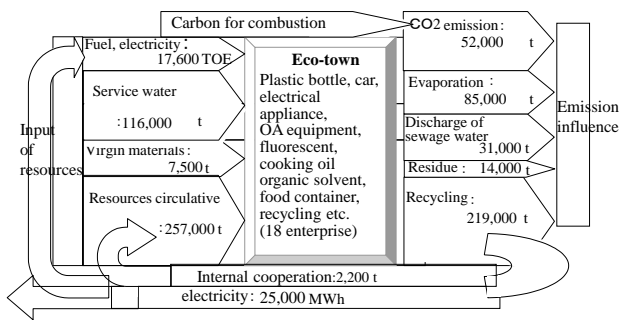 Carbon for combustion
CO2 emission:
52,000 t
Fuel, electricity:
17,600 TOE
Eco-town
Plastic bottle, car,
electrical
appliance,
OA equipment,
fluorescent,
cooking oil
organic solvent,
food container,
recycling etc.
(18 enterprise)
Service water
:116,000 t
Evaporation :
85,000 t
Input
of
resources
Emission
influence
Discharge of
sewage water
31,000 t
Virgin materials:
7,500 t
Residue : 14,000 t
Resources circulative
:257,000 t
Recycling:
219,000 t
Internal cooperation:2,200 t
electricity: 25,000 MWh